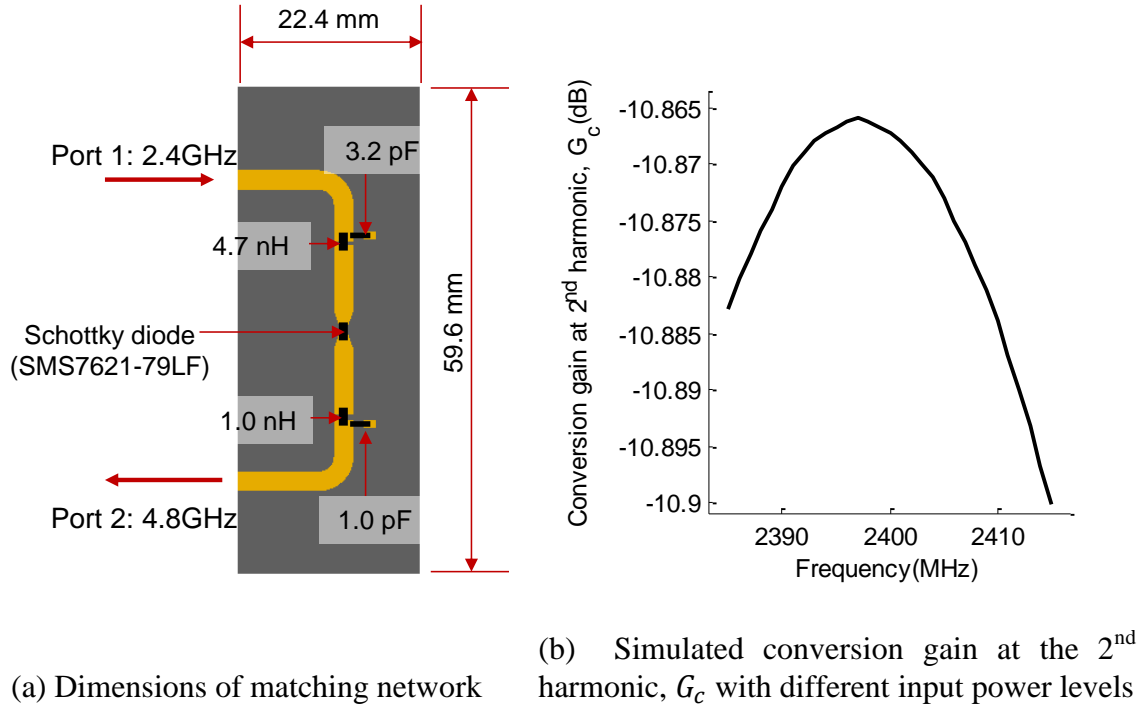 22.4 mm
Port 1: 2.4GHz
3.2 pF
4.7 nH
Schottky diode
(SMS7621-79LF)
59.6 mm
1.0 nH
Port 2: 4.8GHz
1.0 pF
(a) Dimensions of matching network
Conversion gain at 2nd harmonic, G_c(dB)
-10.865
-10.87
-10.875
-10.88
-10.885
-10.89
-10.895
-10.9
2390 2400 2410
Frequency(MHz)
(b) Simulated conversion gain at the 2nd
harmonic, G_c with different input power levels